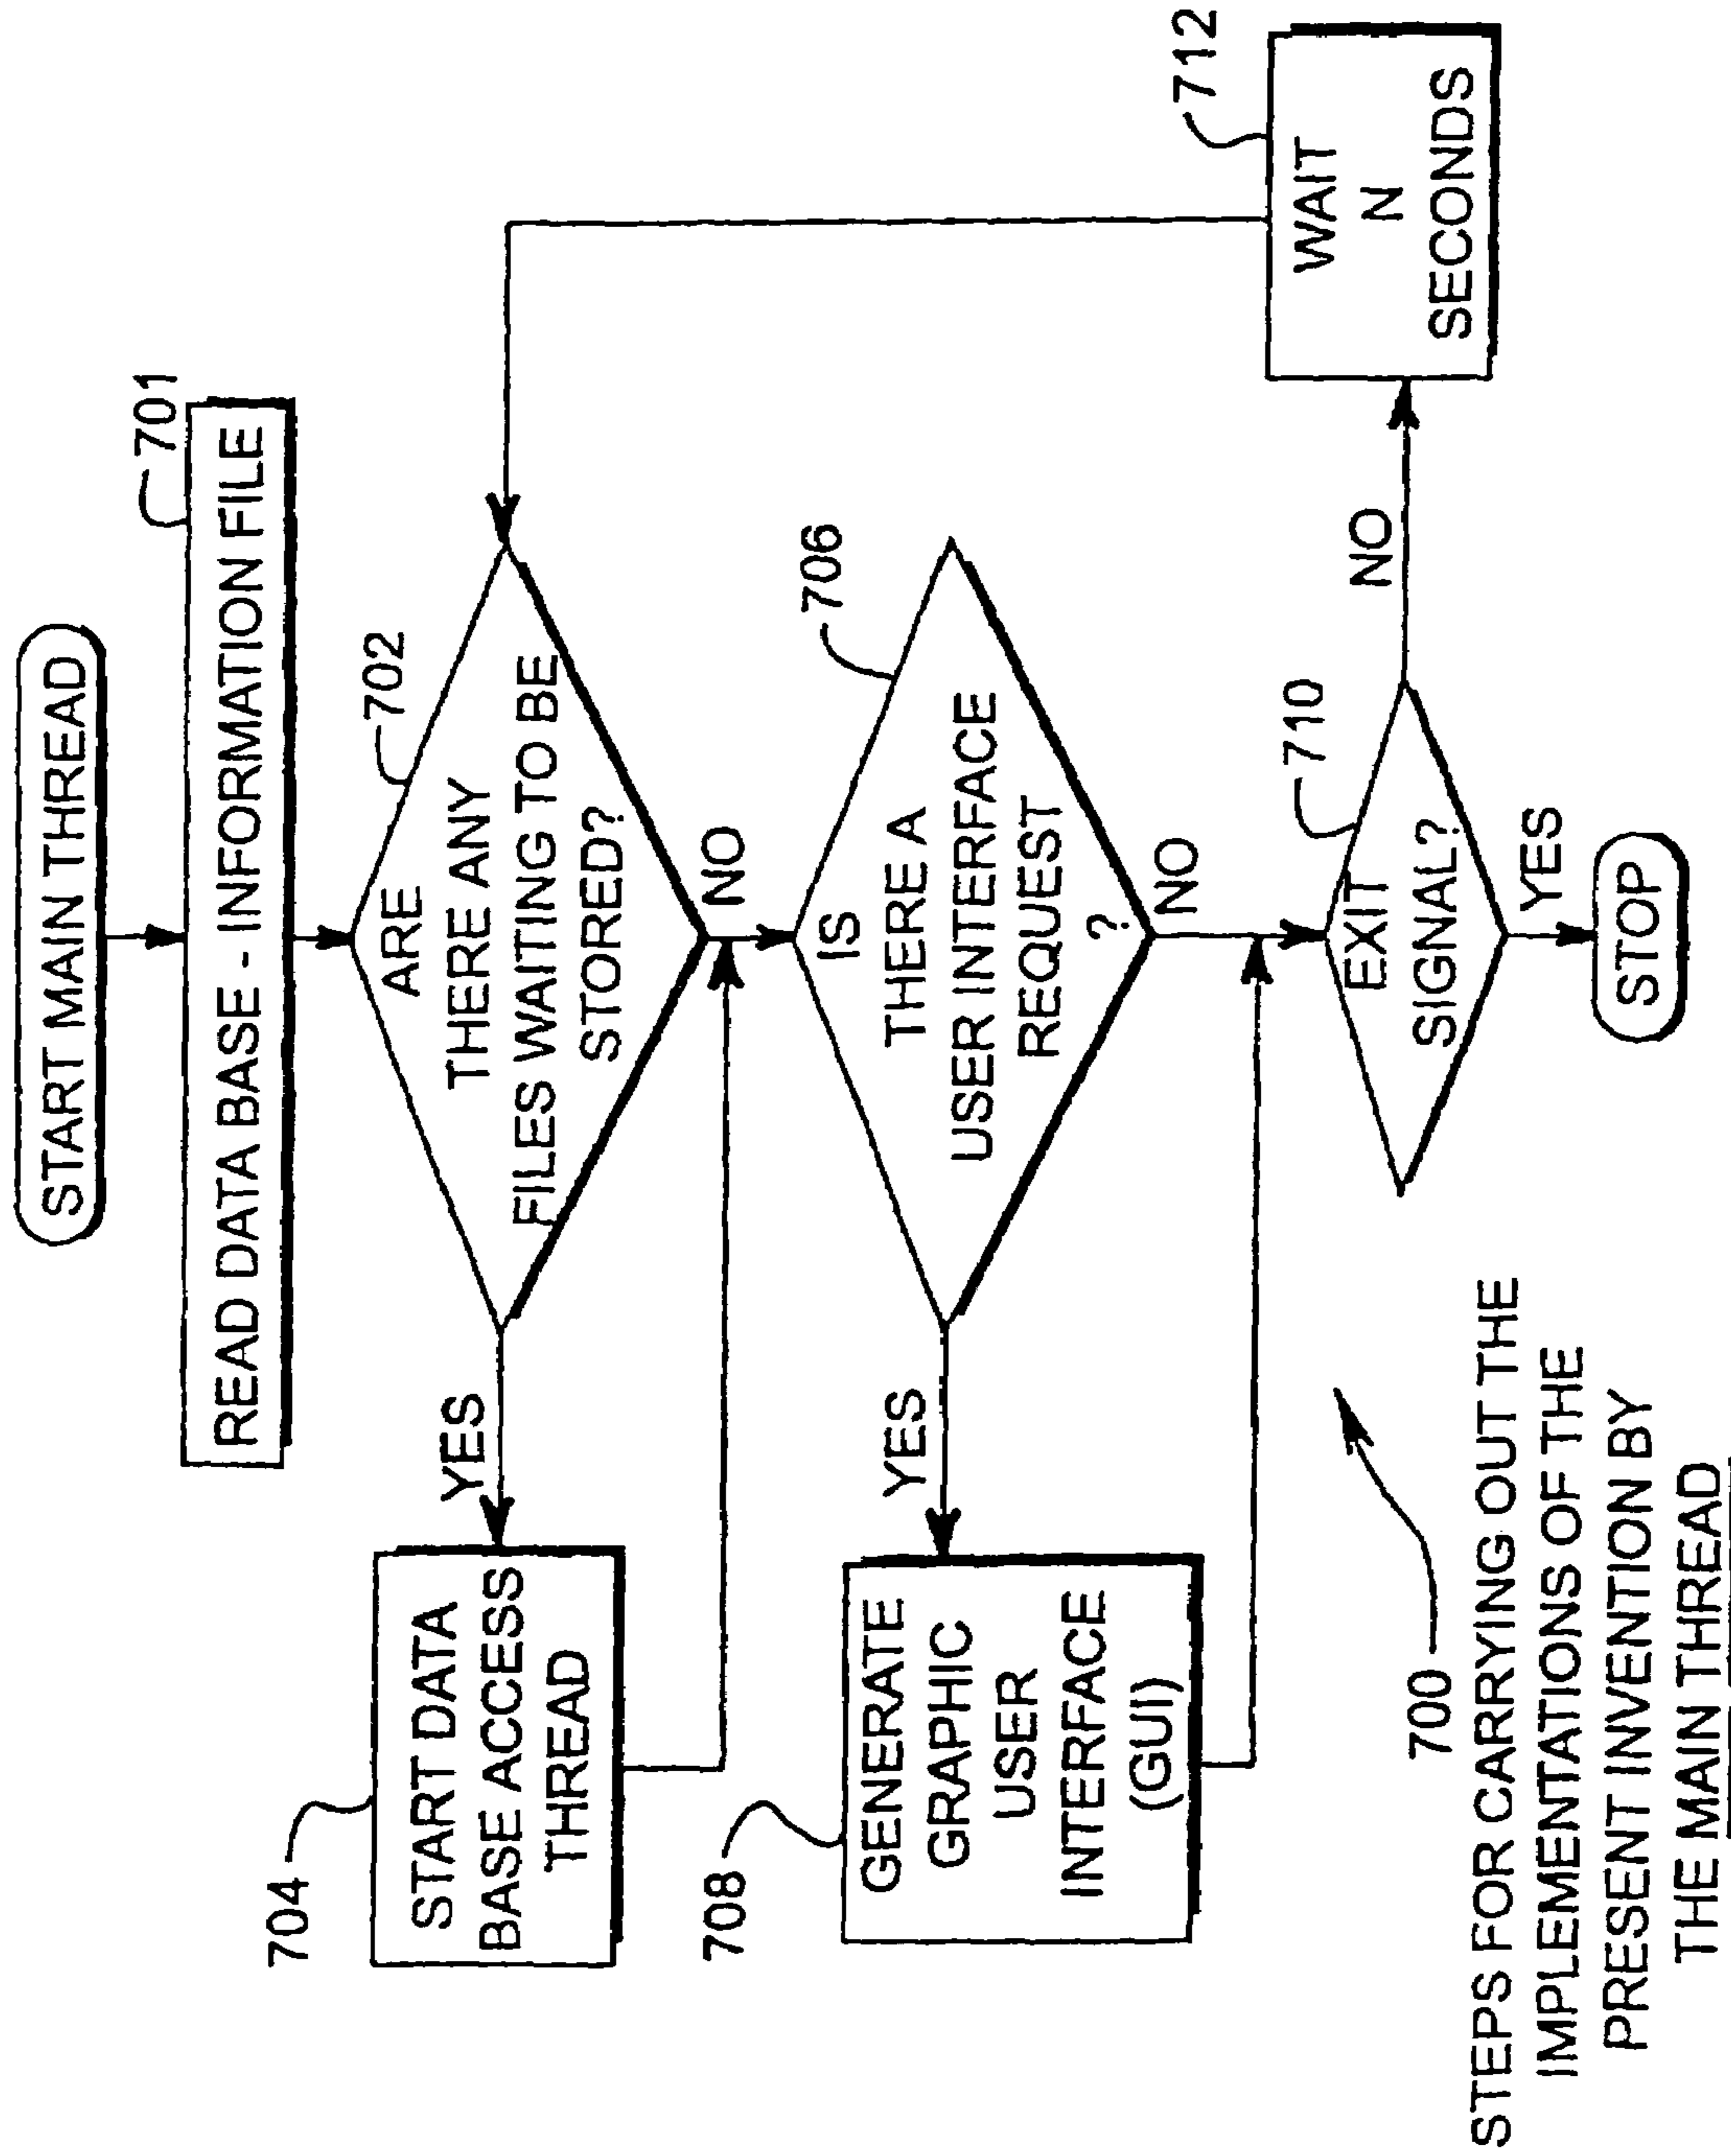 START MAIN THREAD
701
READ DATA BASE - INFORMATION FILE
702
ARE
THERE ANY
FILES WAITING TO BE
STORED?
YES
NO
704
START DATA
BASE ACCESS
THREAD
706
IS
THERE A
USER INTERFACE
REQUEST
?
YES
NO
708
GENERATE
GRAPHIC
USER
INTERFACE
(GUI)
710
EXIT
SIGNAL?
NO
YES
712
WAIT
N
SECONDS
STOP
700
STEPS FOR CARRYING OUT THE
IMPLEMENTATIONS OF THE
PRESENT INVENTION BY
THE MAIN THREAD